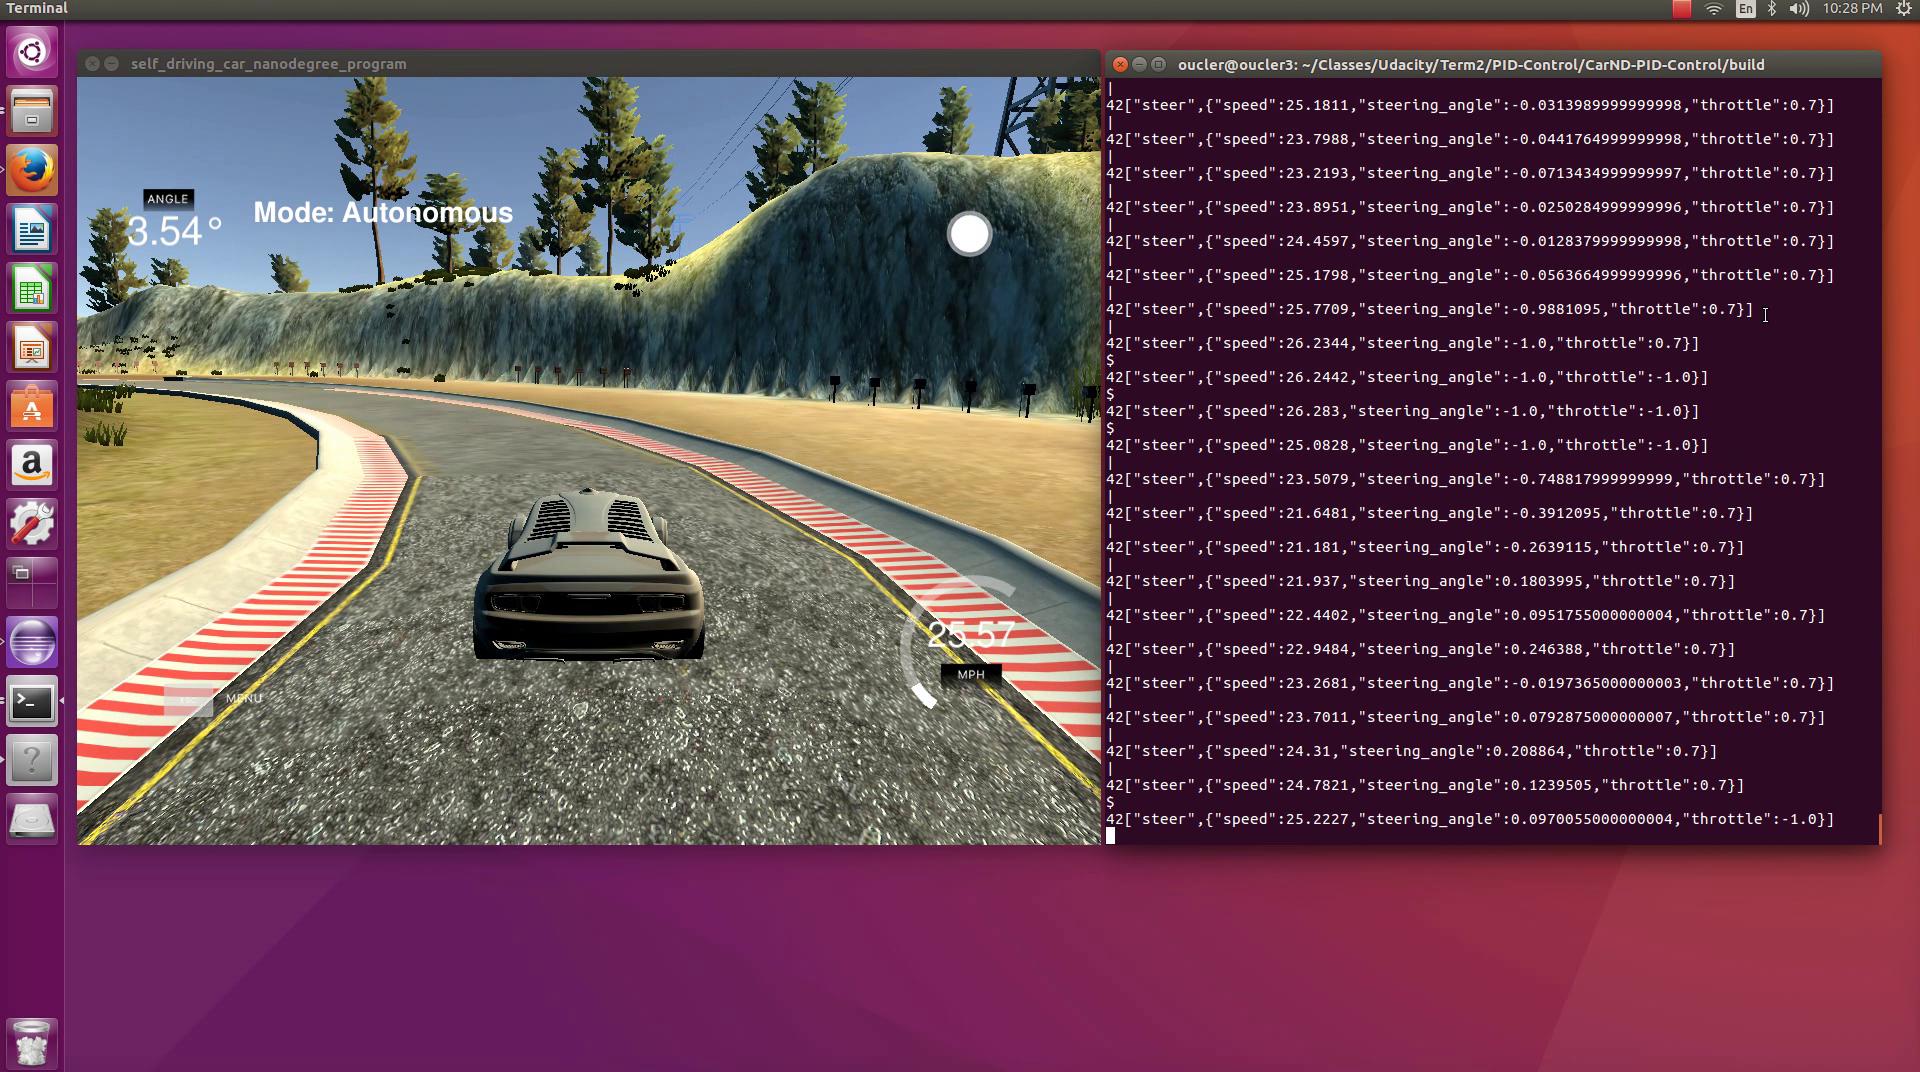 Terminal
En
10:28 PM
self_driving_car_nanodegree_program
ANGLE
3.54°
Mode: Autonomous
25.57
MPH
ESC
MENU
oucler@oucler3: ~/Classes/Udacity/Term2/PID-Control/CarND-PID-Control/build
|
42["steer",{"speed":25.1811,"steering_angle":-0.0313989999999998,"throttle":0.7}]
|
42["steer",{"speed":23.7988,"steering_angle":-0.0441764999999998,"throttle":0.7}]
|
42["steer",{"speed":23.2193,"steering_angle":-0.0713434999999997,"throttle":0.7}]
|
42["steer",{"speed":23.8951,"steering_angle":-0.0250284999999996,"throttle":0.7}]
|
42["steer",{"speed":24.4597,"steering_angle":-0.0128379999999998,"throttle":0.7}]
|
42["steer",{"speed":25.1798,"steering_angle":-0.0563664999999996,"throttle":0.7}]
|
42["steer",{"speed":25.7709,"steering_angle":-0.9881095,"throttle":0.7}]
|
42["steer",{"speed":26.2344,"steering_angle":-1.0,"throttle":0.7}]
$
42["steer",{"speed":26.2442,"steering_angle":-1.0,"throttle":-1.0}]
$
42["steer",{"speed":26.283,"steering_angle":-1.0,"throttle":-1.0}]
$
42["steer",{"speed":25.0828,"steering_angle":-1.0,"throttle":-1.0}]
|
42["steer",{"speed":23.5079,"steering_angle":-0.748817999999999,"throttle":0.7}]
|
42["steer",{"speed":21.6481,"steering_angle":-0.3912095,"throttle":0.7}]
|
42["steer",{"speed":21.181,"steering_angle":-0.2639115,"throttle":0.7}]
|
42["steer",{"speed":21.937,"steering_angle":0.1803995,"throttle":0.7}]
|
42["steer",{"speed":22.4402,"steering_angle":0.0951755000000004,"throttle":0.7}]
|
42["steer",{"speed":22.9484,"steering_angle":0.246388,"throttle":0.7}]
|
42["steer",{"speed":23.2681,"steering_angle":-0.0197365000000003,"throttle":0.7}]
|
42["steer",{"speed":23.7011,"steering_angle":0.0792875000000007,"throttle":0.7}]
|
42["steer",{"speed":24.31,"steering_angle":0.208864,"throttle":0.7}]
|
42["steer",{"speed":24.7821,"steering_angle":0.1239505,"throttle":0.7}]
$
42["steer",{"speed":25.2227,"steering_angle":0.0970055000000004,"throttle":-1.0}]